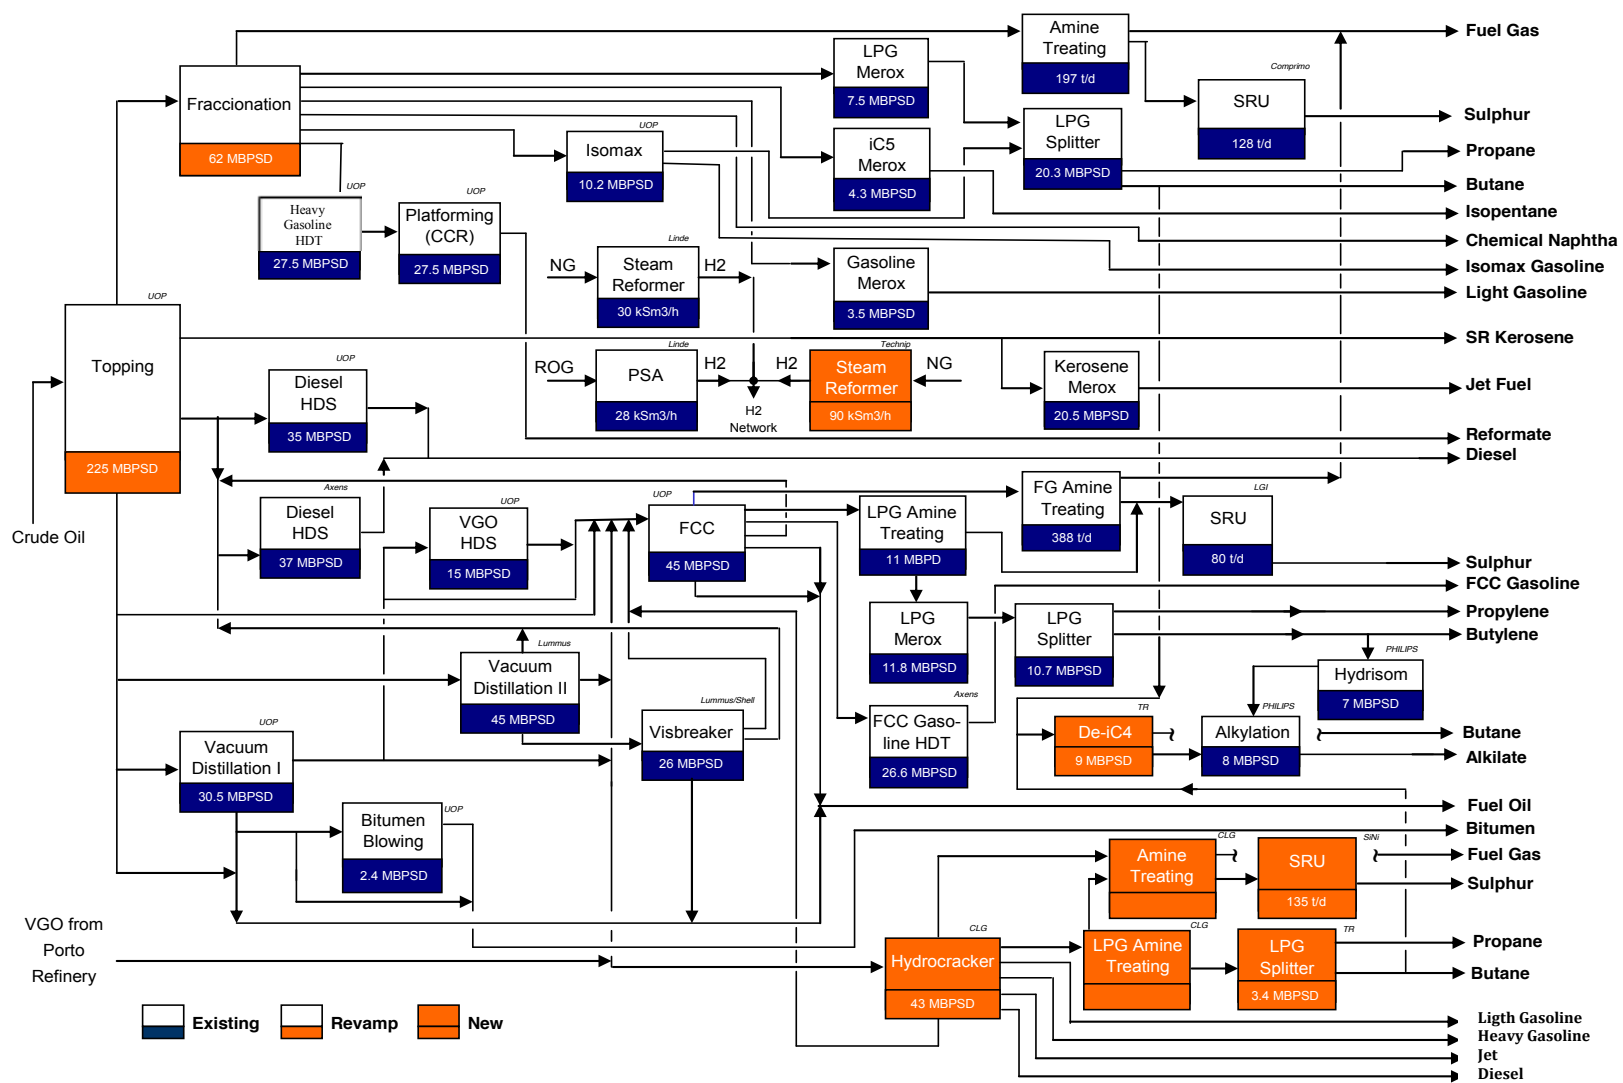 Amine
Treating
197 t/d
Fuel Gas
LPG
Merox
7.5 MBPSD
Comprimo
SRU
128 t/d
Sulphur
Fraccionation
62 MBPSD
UOP
Isomax
10.2 MBPSD
iC5
Merox
4.3 MBPSD
LPG
Splitter
20.3 MBPSD
Propane
Butane
Isopentane
Chemical Naphtha
Isomax Gasoline
Light Gasoline
UOP
Heavy
Gasoline
HDT
27.5 MBPSD
UOP
Platforming
(CCR)
27.5 MBPSD
Linde
NG
Steam
Reformer
30 kSm3/h
H2
Gasoline
Merox
3.5 MBPSD
UOP
Topping
225 MBPSD
Crude Oil
SR Kerosene
UOP
Diesel
HDS
35 MBPSD
Linde
ROG
PSA
28 kSm3/h
H2
H2
H2
Network
Technip
Steam
Reformer
90 kSm3/h
NG
Kerosene
Merox
20.5 MBPSD
Jet Fuel
Reformate
Diesel
Axens
Diesel
HDS
37 MBPSD
UOP
VGO
HDS
15 MBPSD
UOP
FCC
45 MBPSD
LPG Amine
Treating
11 MBPD
FG Amine
Treating
388 t/d
LGI
SRU
80 t/d
Sulphur
FCC Gasoline
LPG
Merox
11.8 MBPSD
LPG
Splitter
10.7 MBPSD
Propylene
Butylene
Lummus
Vacuum
Distillation II
45 MBPSD
Lummus/Shell
Visbreaker
26 MBPSD
Axens
FCC Gaso-
line HDT
26.6 MBPSD
PHILIPS
Hydrisom
7 MBPSD
TR
De-iC4
9 MBPSD
PHILIPS
Alkylation
8 MBPSD
Butane
Alkilate
UOP
Vacuum
Distillation I
30.5 MBPSD
UOP
Bitumen
Blowing
2.4 MBPSD
Fuel Oil
Bitumen
CLG
Amine
Treating
SiNi
SRU
135 t/d
Fuel Gas
Sulphur
VGO from
Porto
Refinery
CLG
Hydrocracker
43 MBPSD
CLG
LPG Amine
Treating
TR
LPG
Splitter
3.4 MBPSD
Propane
Butane
Ligth Gasoline
Heavy Gasoline
Jet
Diesel
Existing
Revamp
New